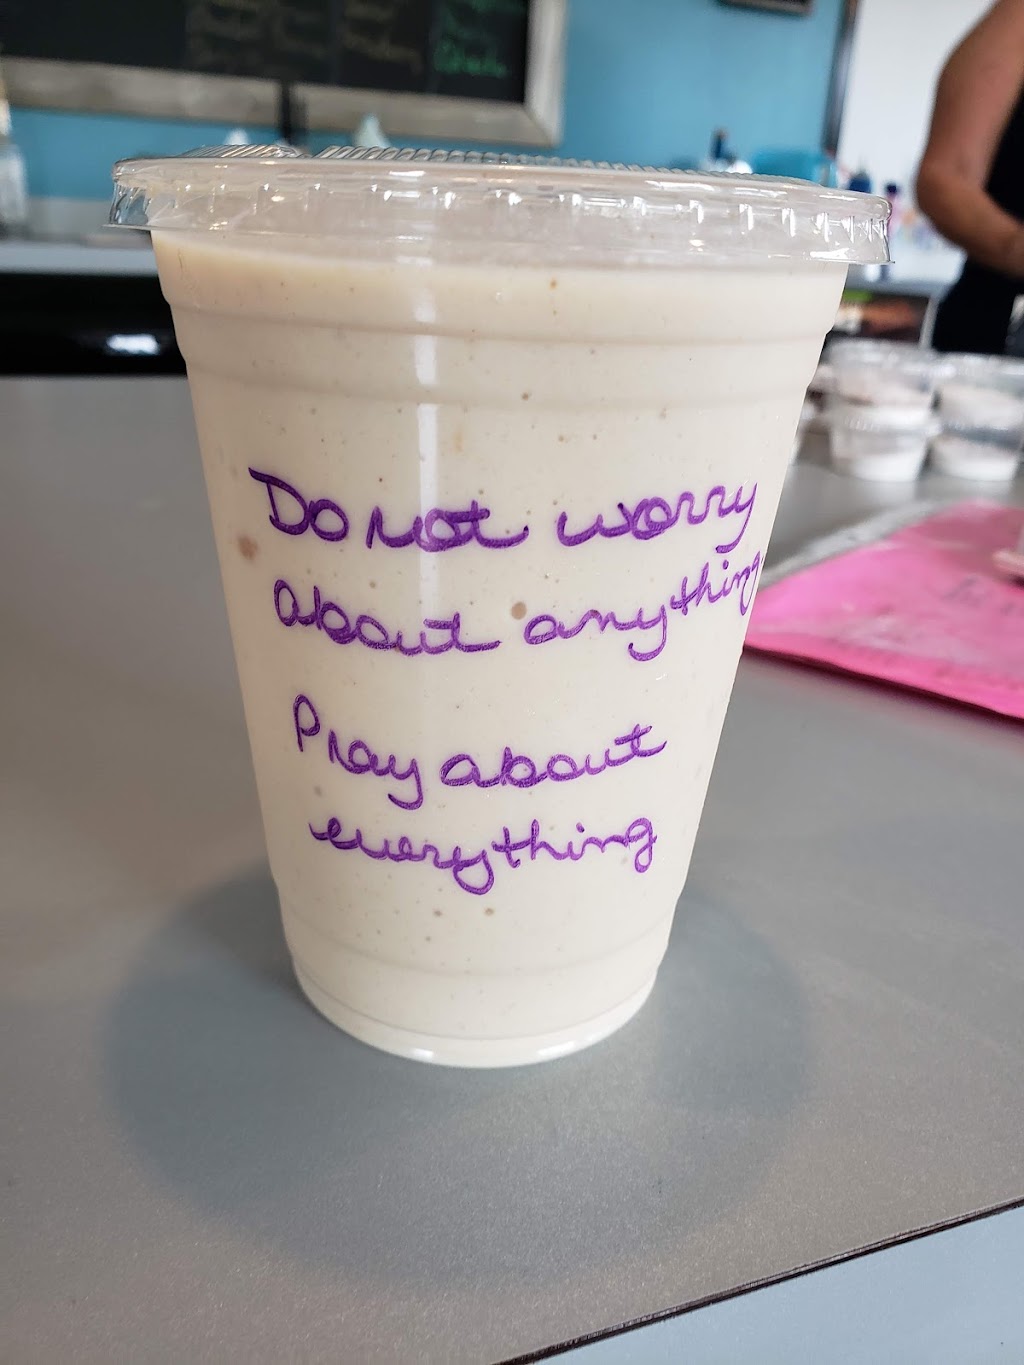 Do not worry
about anything.
Pray about
everything